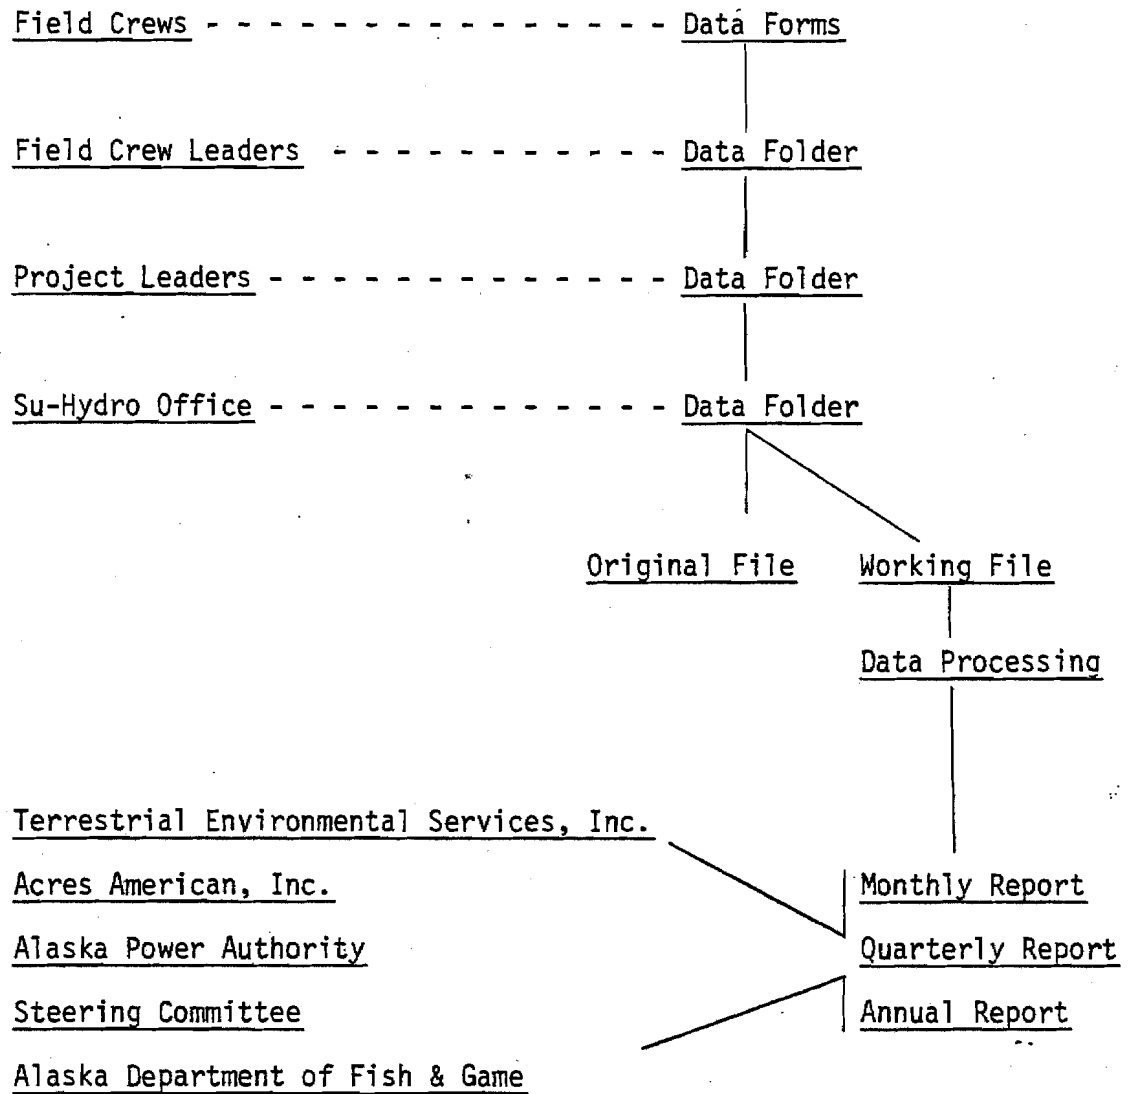 Field Crews - - - - - - - - - - - - - - - Data Forms
Field Crew Leaders - - - - - - - - - - - Data Folder
Project Leaders - - - - - - - - - - - - - Data Folder
Su-Hydro Office - - - - - - - - - - - - - Data Folder
Original File Working File
Data Processing
Terrestrial Environmental Services, Inc.
Acres American, Inc. Monthly Report
Alaska Power Authority Quarterly Report
Steering Committee Annual Report
Alaska Department of Fish & Game